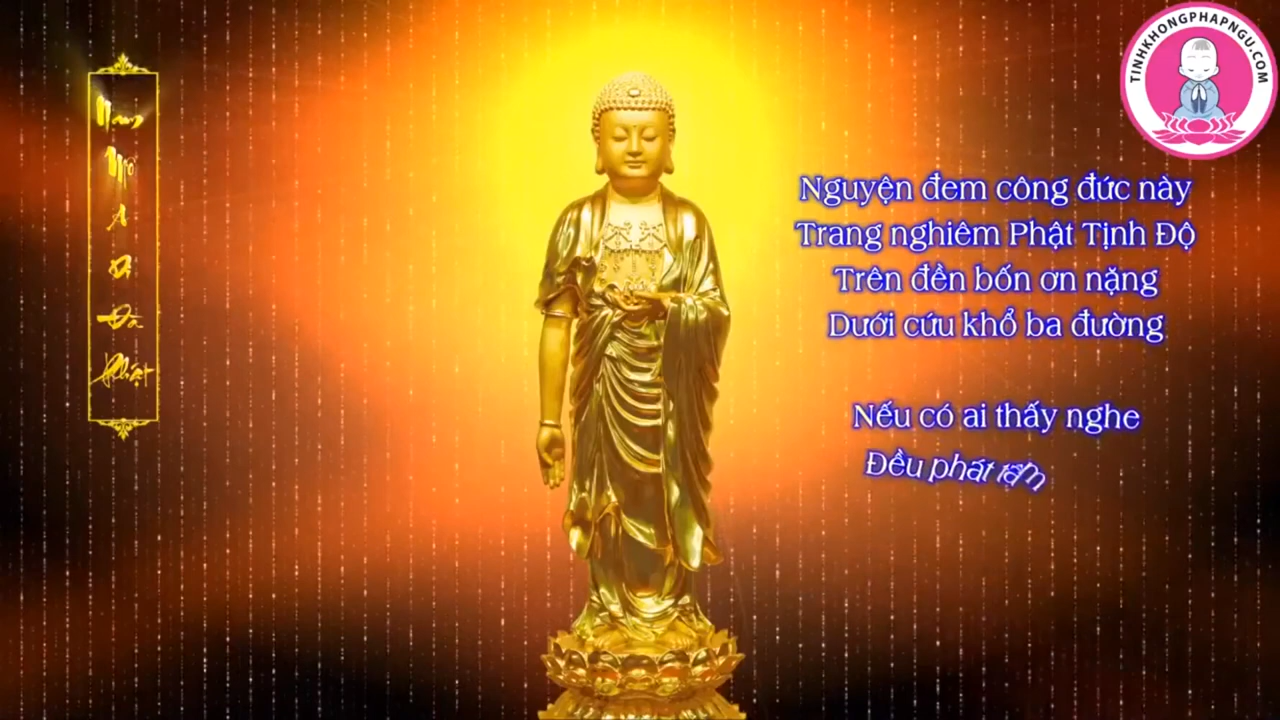 Nam
Mô
A
Di
Đà
Phật
TINHKHONGPHAPNGU.COM
Nguyện đem công đức này
Trang nghiêm Phật Tịnh Độ
Trên đền bốn ơn nặng
Dưới cứu khổ ba đường
Nếu có ai thấy nghe
Đều phát tâm